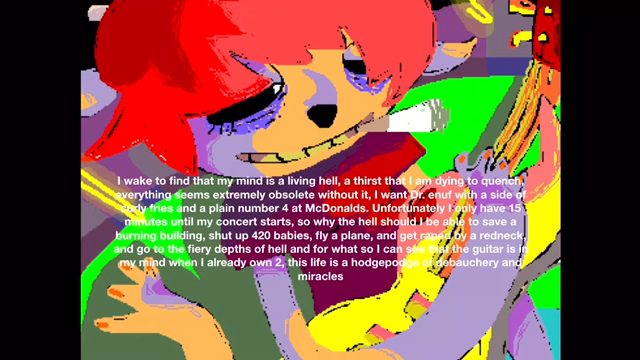 I wake to find that my mind is a living hell, a thirst that I am dying to quench,
everything seems extremely obsolete without it, I want Dr. enuf with a side of
curly fries and a plain number 4 at McDonalds. Unfortunately I only have 15
minutes until my concert starts, so why the hell should I be able to save a
burning building, shut up 420 babies, fly a plane, and get raped by a redneck,
and go to the fiery depths of hell and for what so I can see that the guitar is in
my mind when I already own 2, this life is a hodgepodge of debauchery and
miracles